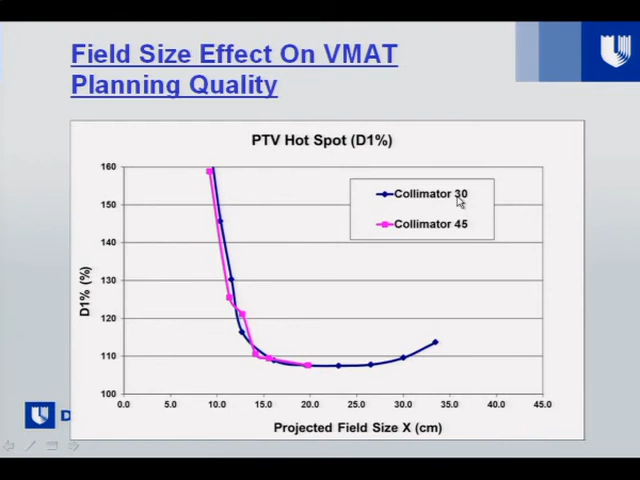 Field Size Effect On VMAT
Planning Quality
PTV Hot Spot (D1%)
160
150
140
130
120
110
100
D1% (%)
Collimator 30
Collimator 45
0.0 5.0 10.0 15.0 20.0 25.0 30.0 35.0 40.0 45.0
Projected Field Size X (cm)
D